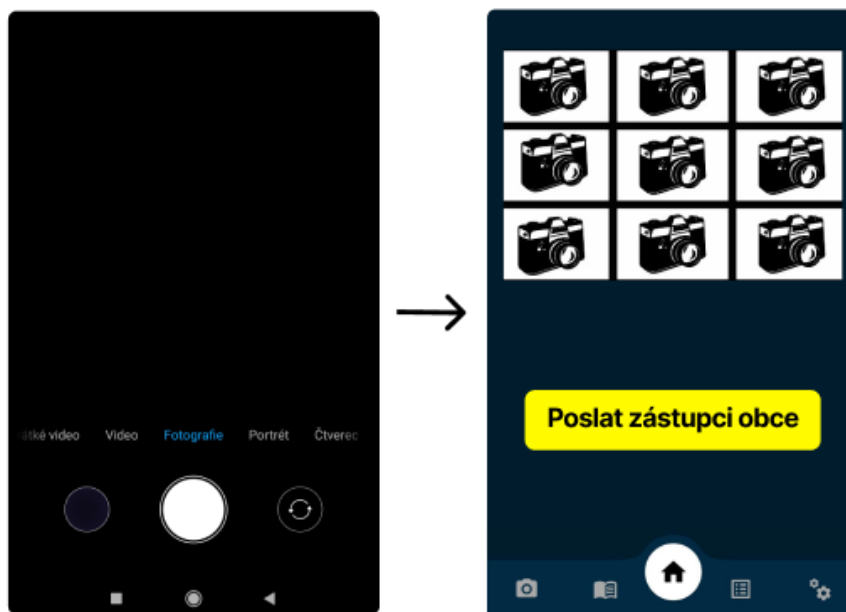 Video
Fotografie
Portrét
Čtverec
Poslat zástupci obce